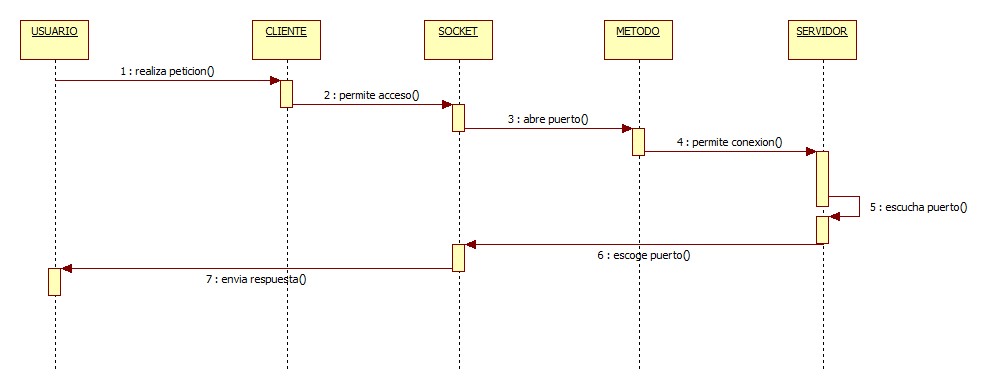 USUARIO
CLIENTE
SOCKET
METODO
SERVIDOR
1 : realiza peticion()
2 : permite acceso()
3 : abre puerto()
4 : permite conexion()
5 : escucha puerto()
6 : escoge puerto()
7 : envia respuesta()